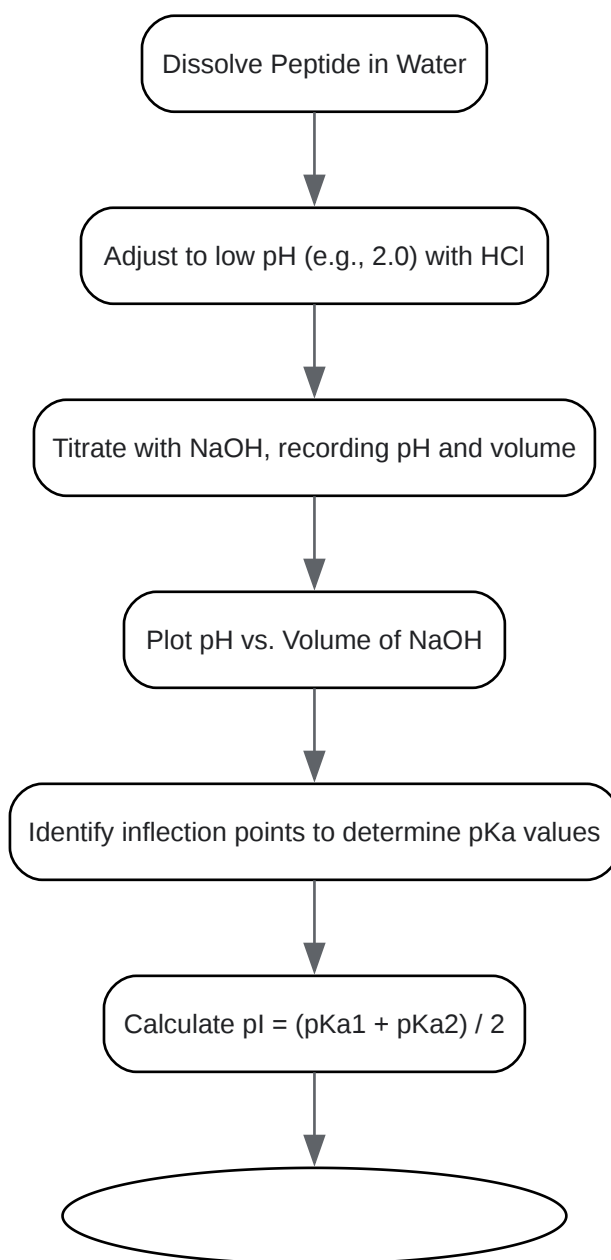 Dissolve Peptide in Water
Adjust to low pH (e.g., 2.0) with HCl
Titrate with NaOH, recording pH and volume
Plot pH vs. Volume of NaOH
Identify inflection points to determine pKa values
Calculate pI = (pKa1 + pKa2) / 2